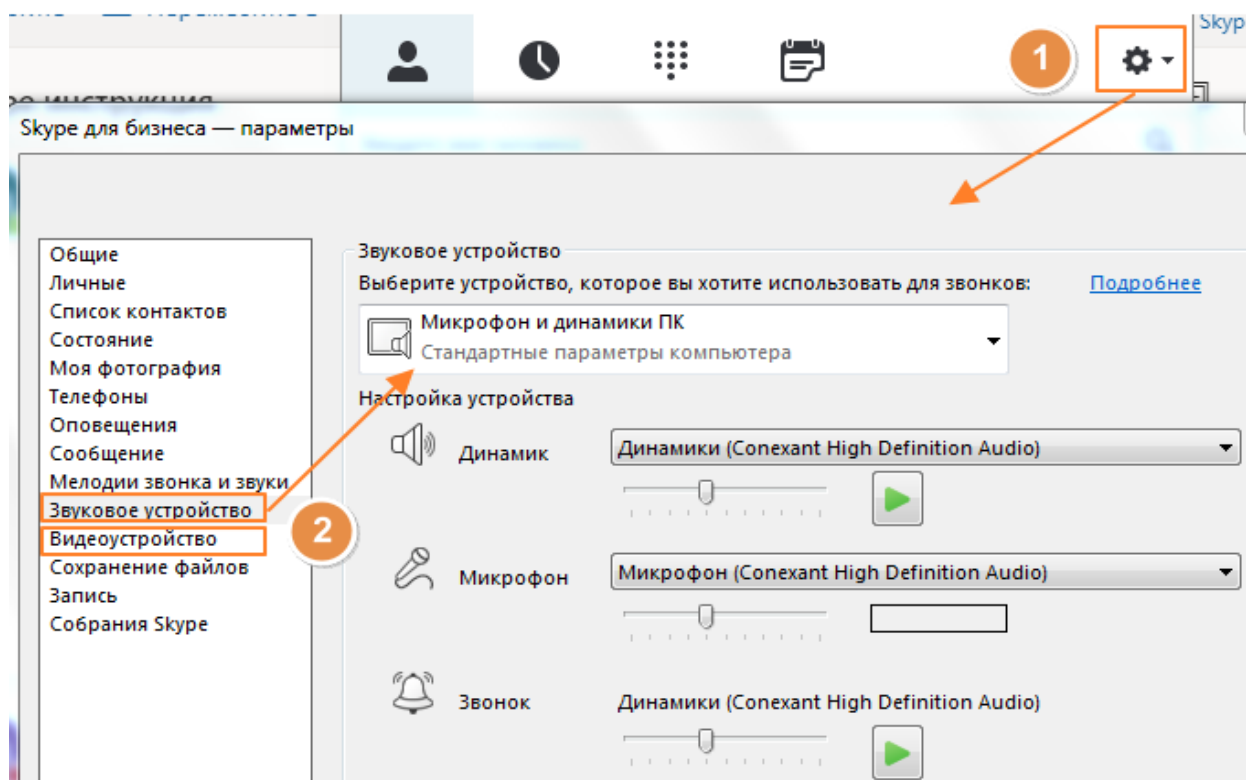 1
Skype для бизнеса — параметры
Общие
Личные
Список контактов
Состояние
Моя фотография
Телефоны
Оповещения
Сообщение
Мелодии звонка и звуки
Звуковое устройство
Видеоустройство
Сохранение файлов
Запись
Собрания Skype
2
Звуковое устройство
Выберите устройство, которое вы хотите использовать для звонков: Подробнее
Микрофон и динамики ПК
Стандартные параметры компьютера
Настройка устройства
Динамик Динамики (Conexant High Definition Audio)
Микрофон Микрофон (Conexant High Definition Audio)
Звонок Динамики (Conexant High Definition Audio)